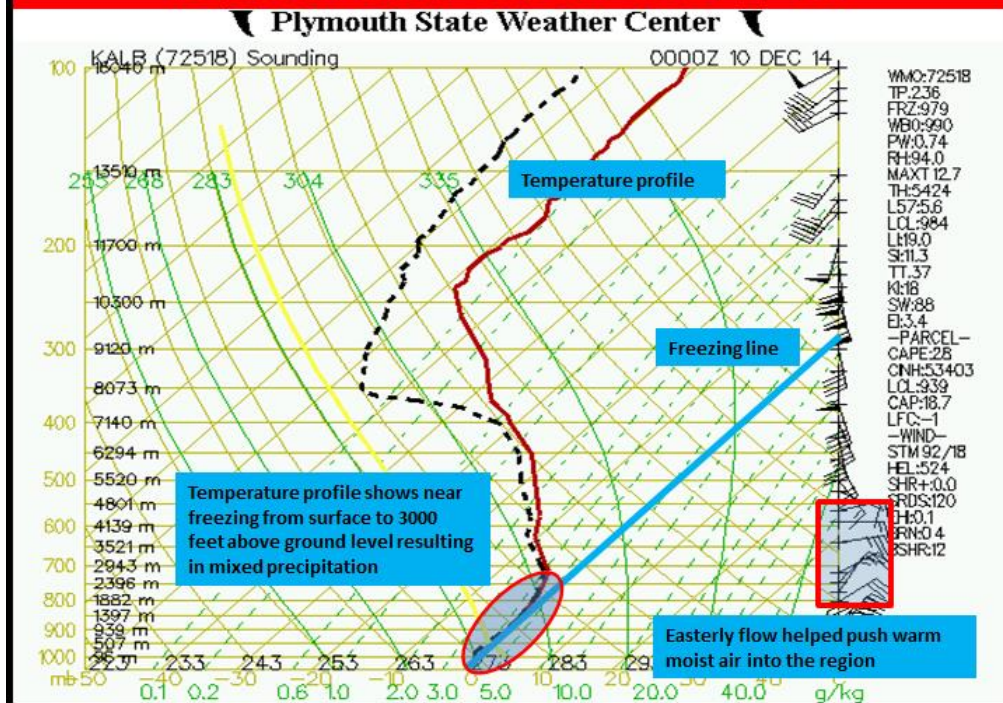 Plymouth State Weather Center
KALB (72518) Sounding
0000Z 10 DEC 14
100
16040 m
13510 m
255 268 283 304 335
200
11700 m
10300 m
300
9120 m
8073 m
400
7140 m
6294 m
500
5520 m
4801 m
600
4139 m
3521 m
700
2943 m
2396 m
800
1882 m
1397 m
900
939 m
507 m
1000
Temperature profile
Freezing line
Temperature profile shows near
freezing from surface to 3000
feet above ground level resulting
in mixed precipitation
Easterly flow helped push warm
moist air into the region
WMO:72518
TP:236
FRZ:979
WB0:990
PW:0.74
RH:94.0
MAXT 12.7
TH:5424
L57:5.6
LCL:984
LI:19.0
SI:11.3
TT:37
KI:18
SW:88
EI:3.4
-PARCEL-
CAPE:28
CINH:53403
LCL:939
CAP:18.7
LFC:-1
-WIND-
STM 92/18
HEL:524
SHR+:0.0
SRDS:120
EHI:0.1
BRN:0.4
BSHR:12
223 233 243 253 263 273 283
mb -50 -30 -20 -10 0 10 20
0.1 0.2 0.6 1.0 2.0 3.0 5.0 10.0 20.0 40.0 g/kg